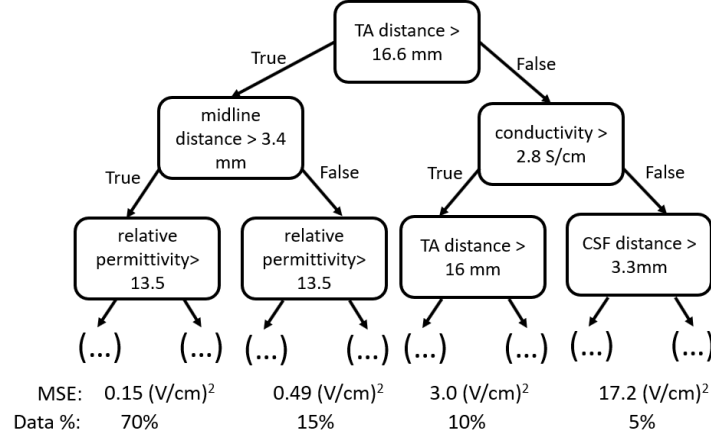 TA distance >
16.6 mm
True
False
midline
distance > 3.4
mm
conductivity >
2.8 S/cm
True
False
True
False
relative
permittivity>
13.5
relative
permittivity>
13.5
TA distance >
16 mm
CSF distance >
3.3mm
(...) (...) (...) (...) (...) (...) (...) (...)
MSE: 0.15 (V/cm)² 0.49 (V/cm)² 3.0 (V/cm)² 17.2 (V/cm)²
Data %: 70% 15% 10% 5%